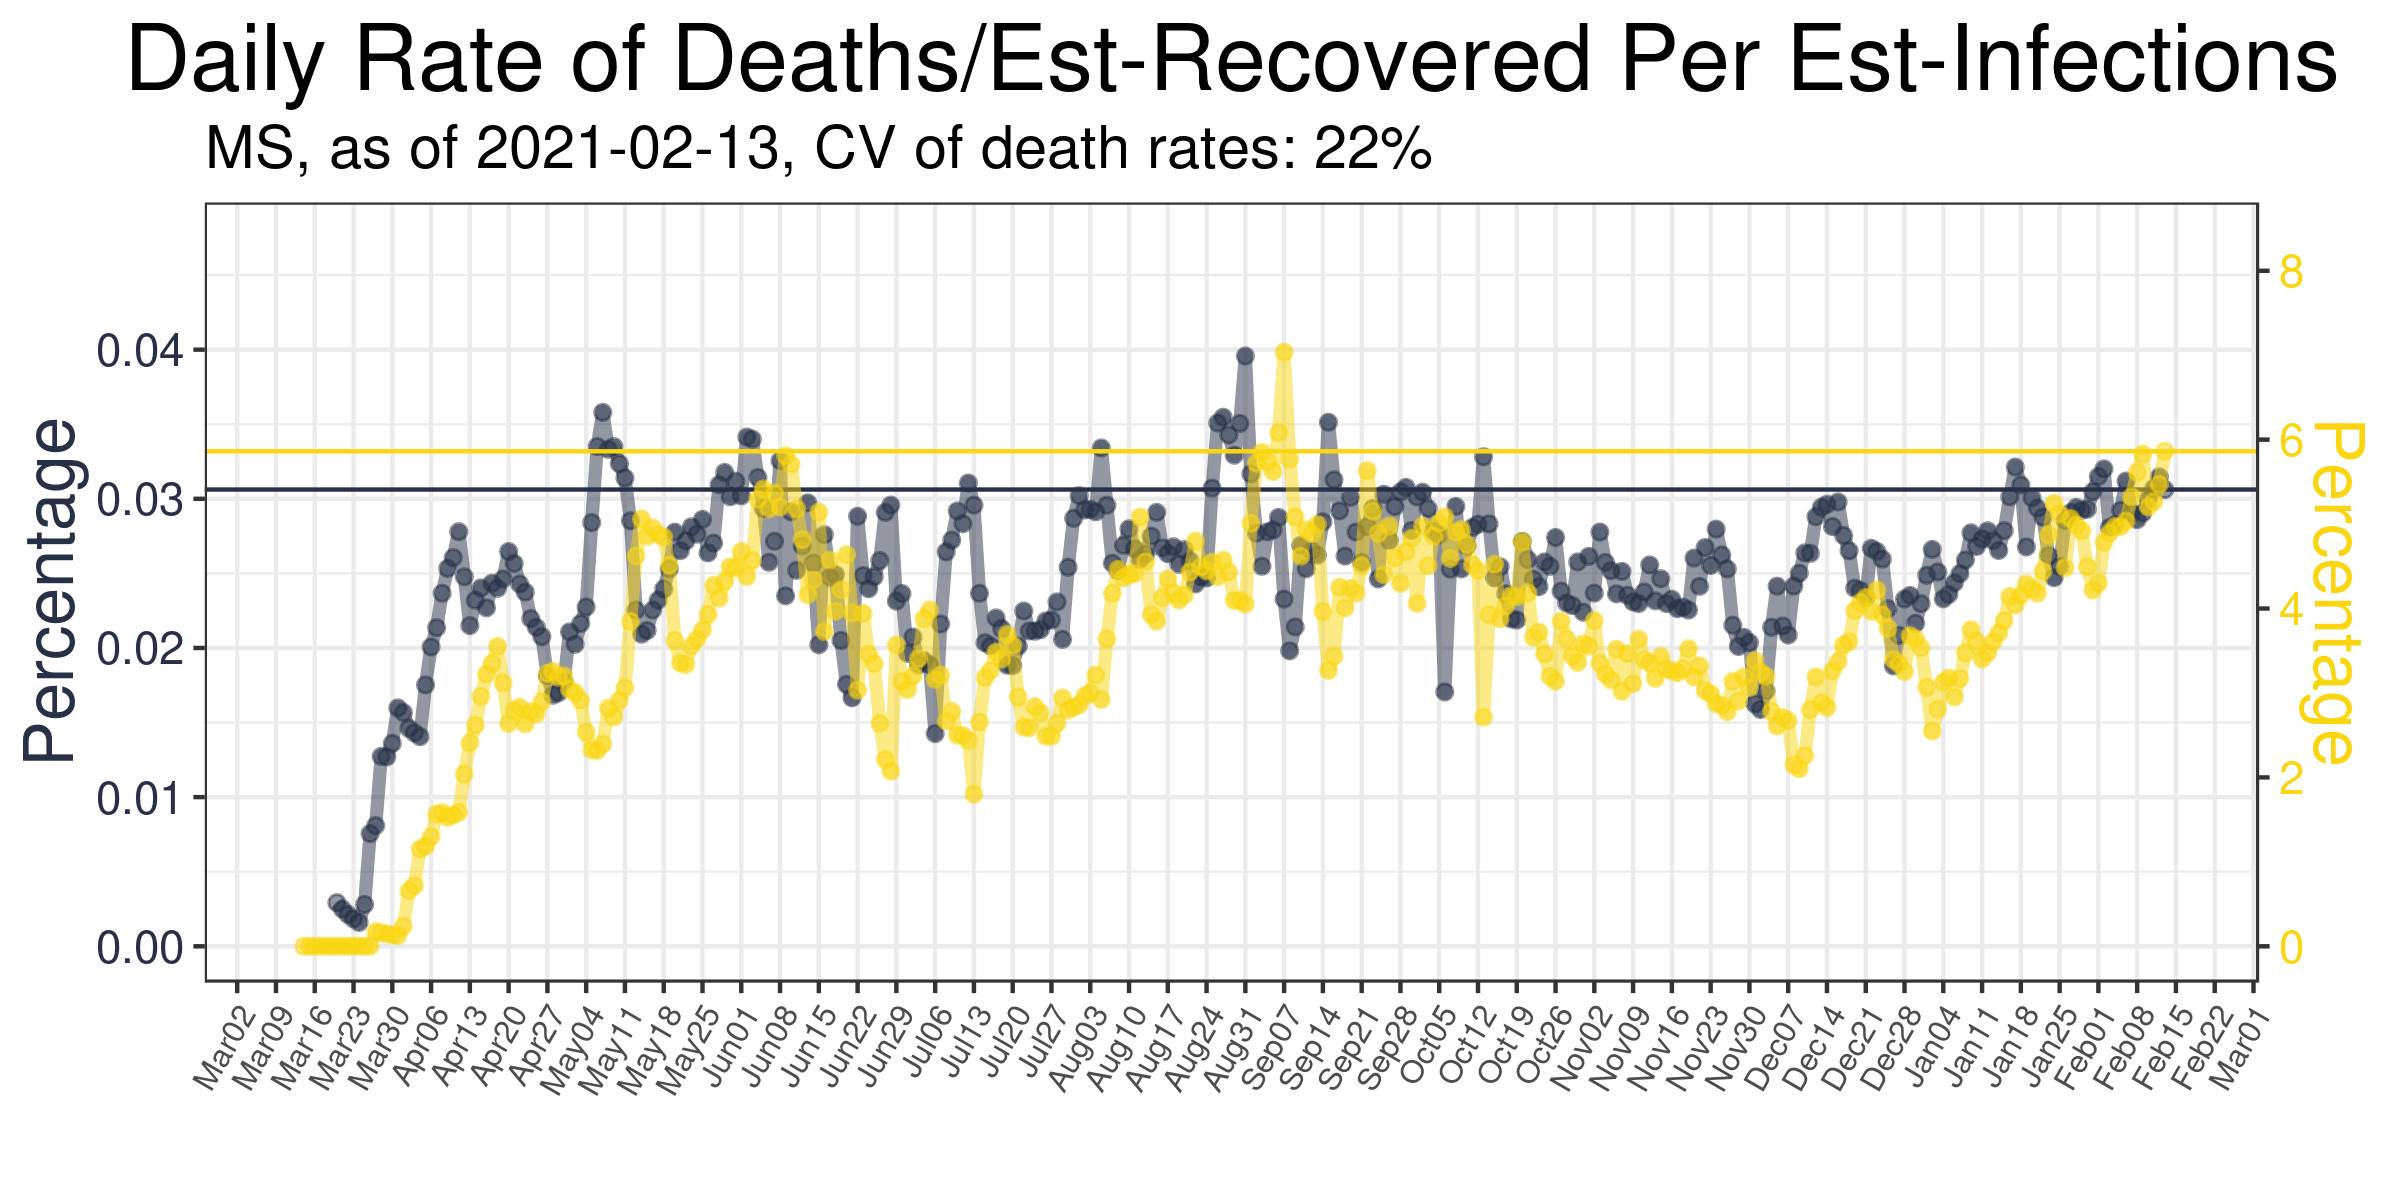 Daily Rate of Deaths/Est-Recovered Per Est-Infections
MS, as of 2021-02-13, CV of death rates: 22%
Percentage
0.04
0.03
0.02
0.01
0.00
8
6
4
2
0
Percentage
Mar02 Mar09 Mar16 Mar23 Mar30 Apr06 Apr13 Apr20 Apr27 May04 May11 May18 May25 Jun01 Jun08 Jun15 Jun22 Jun29 Jul06 Jul13 Jul20 Jul27 Aug03 Aug10 Aug17 Aug24 Aug31 Sep07 Sep14 Sep21 Sep28 Oct05 Oct12 Oct19 Oct26 Nov02 Nov09 Nov16 Nov23 Nov30 Dec07 Dec14 Dec21 Dec28 Jan04 Jan11 Jan18 Jan25 Feb01 Feb08 Feb15 Feb22 Mar01